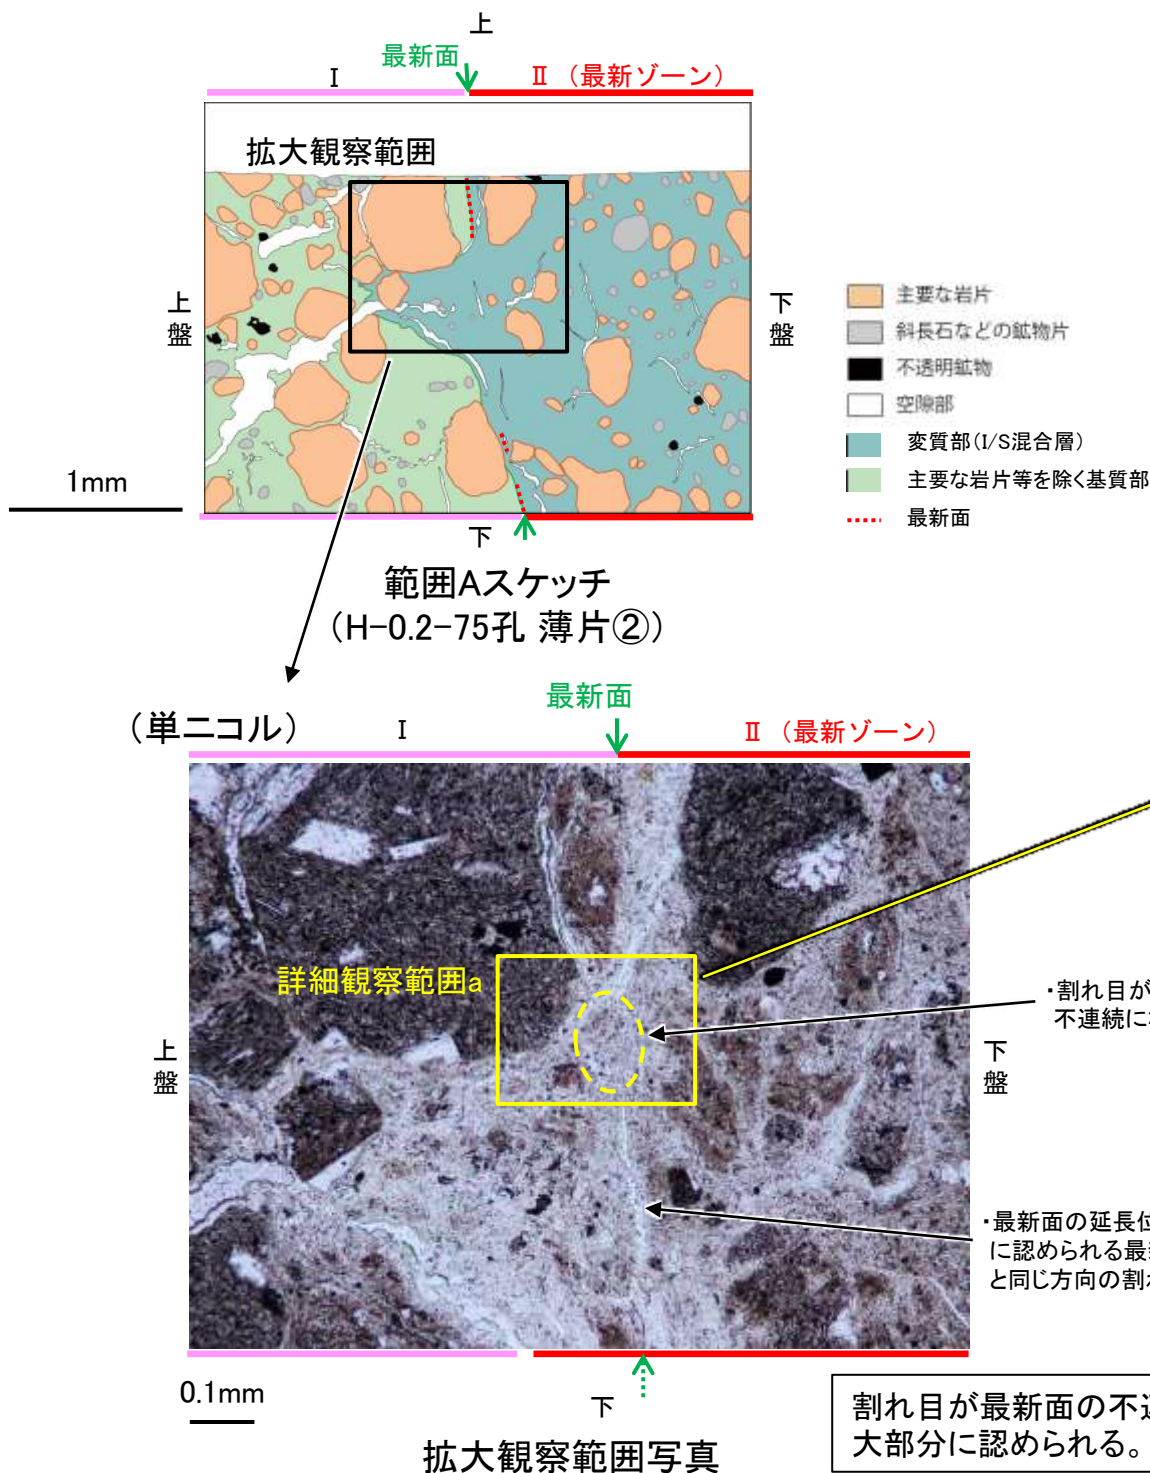 上
最新面
Ⅰ
Ⅱ（最新ゾーン）
拡大観察範囲
上盤
下盤
主要な岩片
斜長石などの鉱物片
不透明鉱物
空隙部
変質部(I/S混合層)
主要な岩片等を除く基質部
最新面
1mm
下
範囲Aスケッチ
（H-0.2-75孔 薄片②）
（単ニコル）
Ⅰ
最新面
Ⅱ（最新ゾーン）
詳細観察範囲a
上盤
下盤
・割れ目が
不連続に
・最新面の延長位
に認められる最
と同じ方向の割
0.1mm
下
拡大観察範囲写真
割れ目が最新面の不
大部分に認められる。